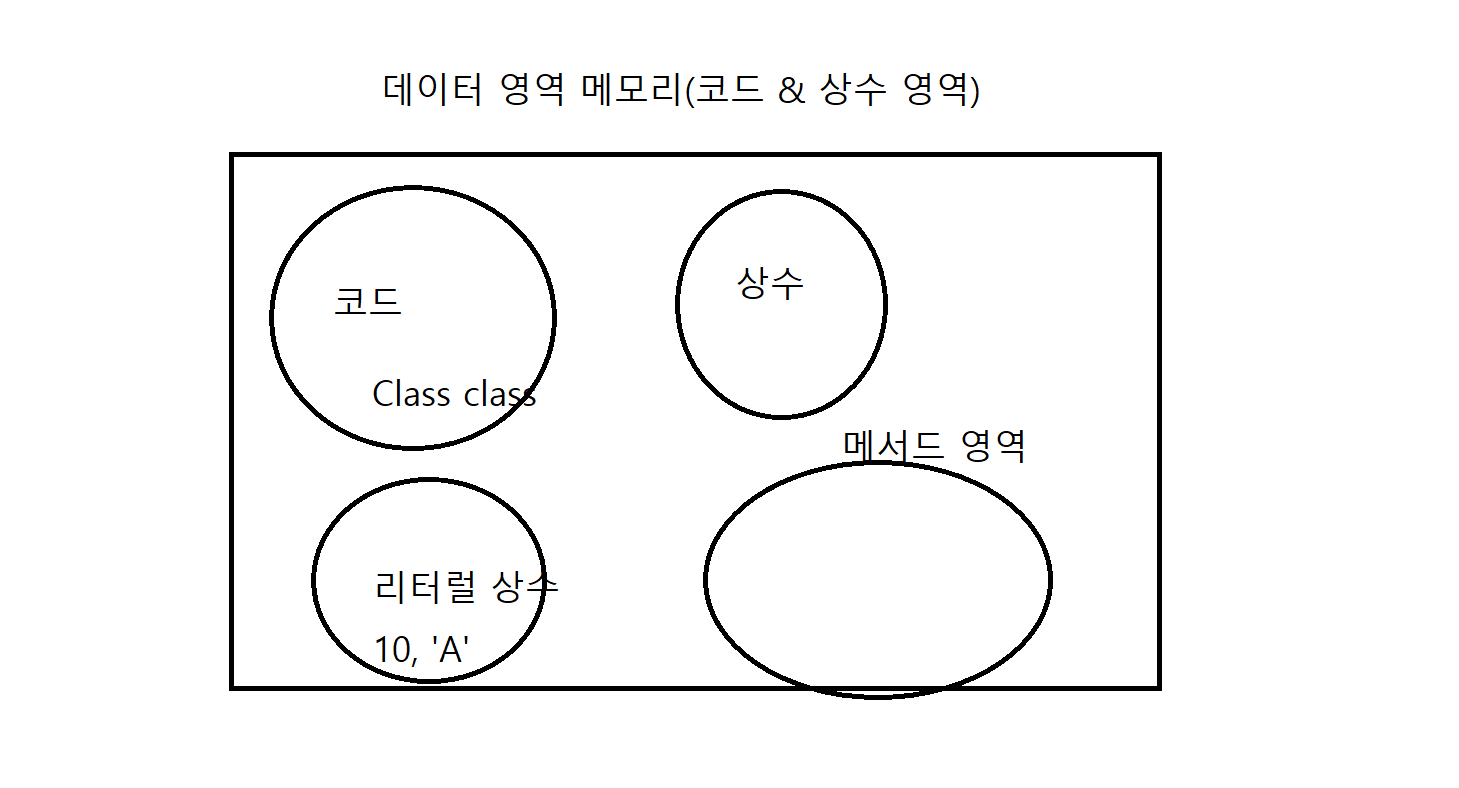 데이터 영역 메모리(코드 & 상수 영역)
코드
Class class
상수
메서드 영역
리터럴 상수
10, 'A'